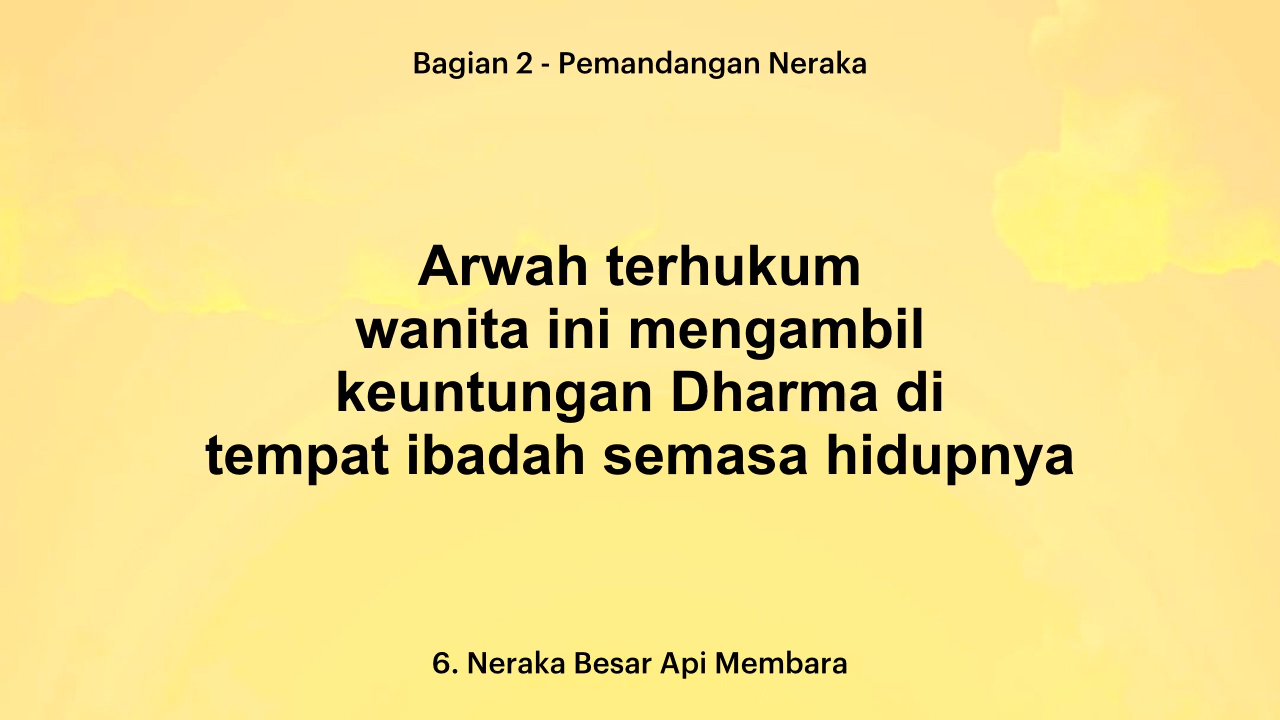 Bagian 2 - Pemandangan Neraka
Arwah terhukum
wanita ini mengambil
keuntungan Dharma di
tempat ibadah semasa hidupnya
6. Neraka Besar Api Membara